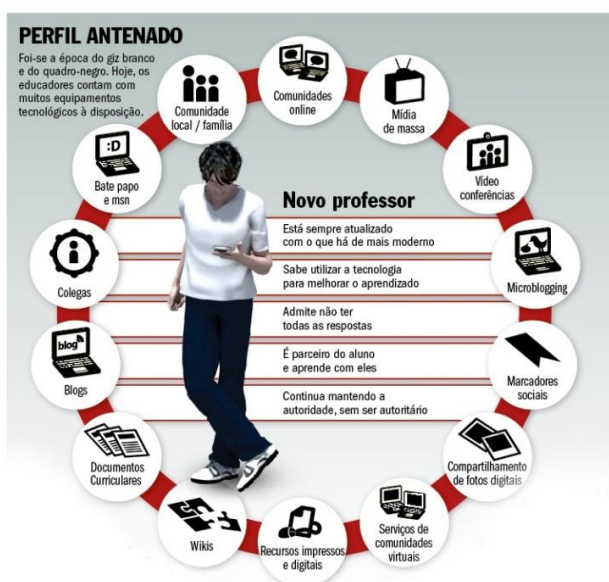 PERFIL ANTENADO
Foi-se a época do giz branco
e do quadro-negro. Hoje, os
educadores contam com
muitos equipamentos
tecnológicos à disposição.
Comunidade
local / família
Comunidades
online
Mídia
de massa
:D
Bate papo
e msn
Vídeo
conferências
Novo professor
Está sempre atualizado
com o que há de mais moderno
Colegas
Sabe utilizar a tecnologia
para melhorar o aprendizado
Microblogging
Admite não ter
todas as respostas
blog
Blogs
É parceiro do aluno
e aprende com eles
Marcadores
sociais
Continua mantendo a
autoridade, sem ser autoritário
Documentos
Curriculares
Compartilhamento
de fotos digitais
Wikis
Recursos impressos
e digitais
Serviços de
comunidades
virtuais